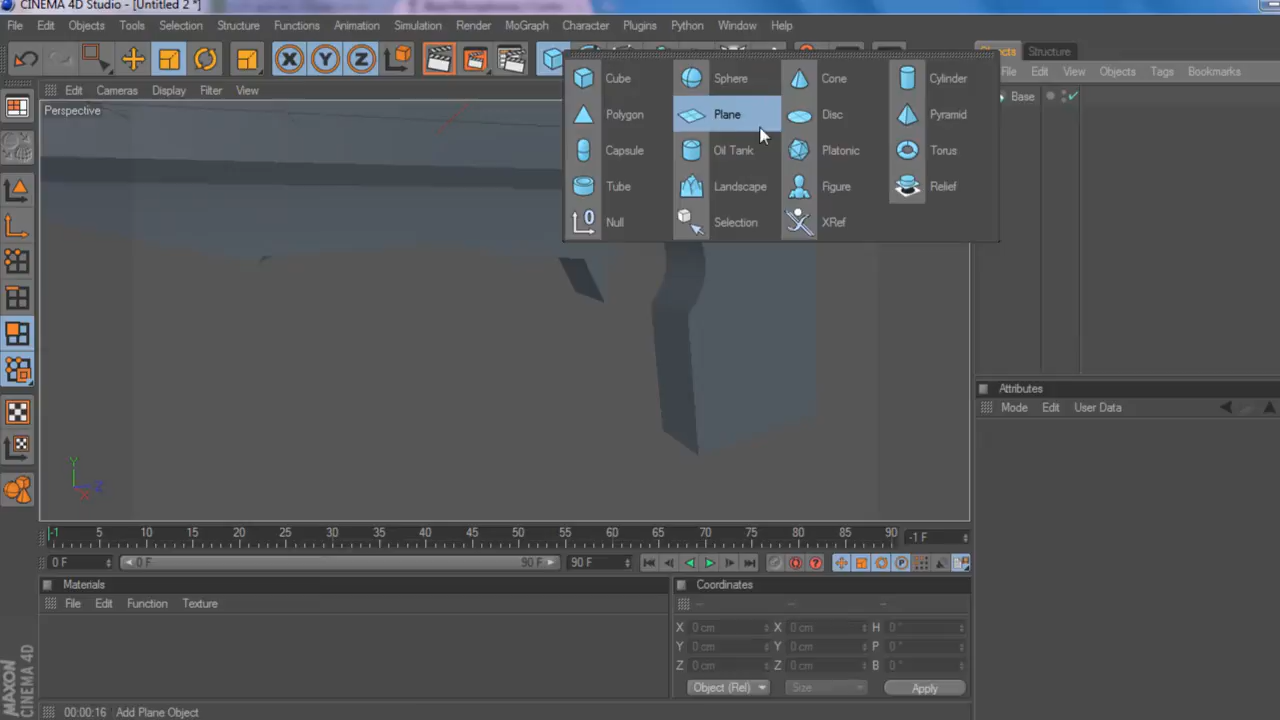 CINEMA 4D Studio - [Untitled 2 *]
File Edit Objects Tools Selection Structure Functions Animation Render Simulation MoGraph Character Plugins Python Window Help
X Y Z
Edit Cameras Display Filter View
Perspective
Cube Sphere Cone Cylinder
Polygon Plane Disc Pyramid
Capsule Oil Tank Platonic Torus
Tube Landscape Figure Relief
0 Null Selection XRef
Objects Structure
File Edit View Objects Tags Bookmarks
Base
Attributes
Mode Edit User Data
Y
Z
X
-1 5 10 15 20 25 30 35 40 45 50 55 60 65 70 75 80 85 90 -1 F
0 F 0 F 90 F 90 F
Materials
File Edit Function Texture
Coordinates
-- -- --
X 0 cm X 0 cm H 0 °
Y 0 cm Y 0 cm P 0 °
Z 0 cm Z 0 cm B 0 °
Object (Rel) Size Apply
MAXON
CINEMA 4D
00:00:16 Add Plane Object